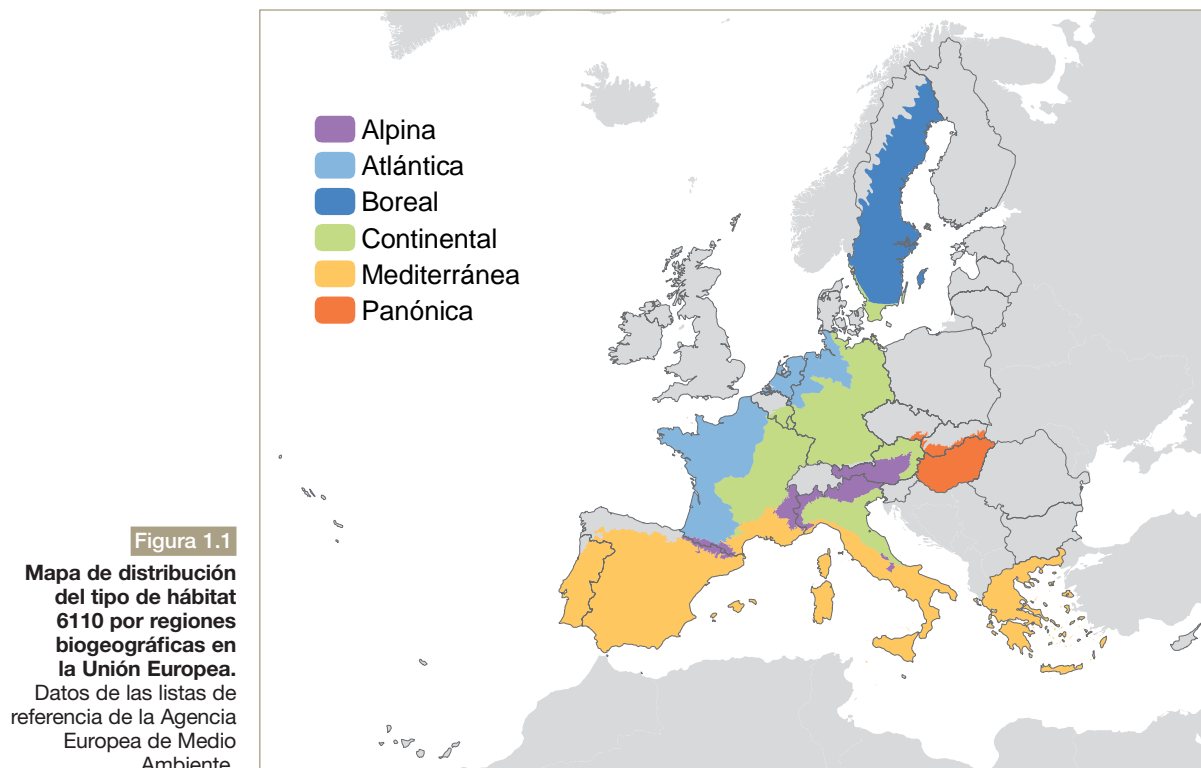 Alpina
Atlántica
Boreal
Continental
Mediterránea
Panónica
Figura 1.1
Mapa de distribución
del tipo de hábitat
6110 por regiones
biogeográficas en
la Unión Europea.
Datos de las listas de
referencia de la Agencia
Europea de Medio
Ambiente.